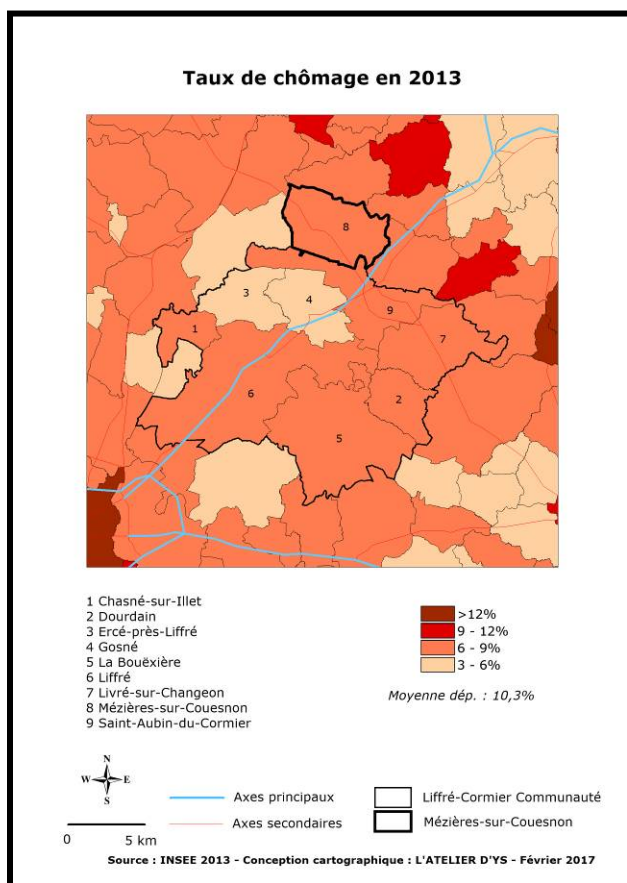 Taux de chômage en 2013
8
3
4
1
9
7
6
2
5
1 Chasné-sur-Illet
2 Dourdain
3 Ercé-près-Liffré
4 Gosné
5 La Bouëxière
6 Liffré
7 Livré-sur-Changeon
8 Mézières-sur-Couesnon
9 Saint-Aubin-du-Cormier
>12%
9 - 12%
6 - 9%
3 - 6%
Moyenne dép. : 10,3%
N
W E
S
0 5 km
Axes principaux
Axes secondaires
Liffré-Cormier Communauté
Mézières-sur-Couesnon
Source : INSEE 2013 - Conception cartographique : L'ATELIER D'YS - Février 2017